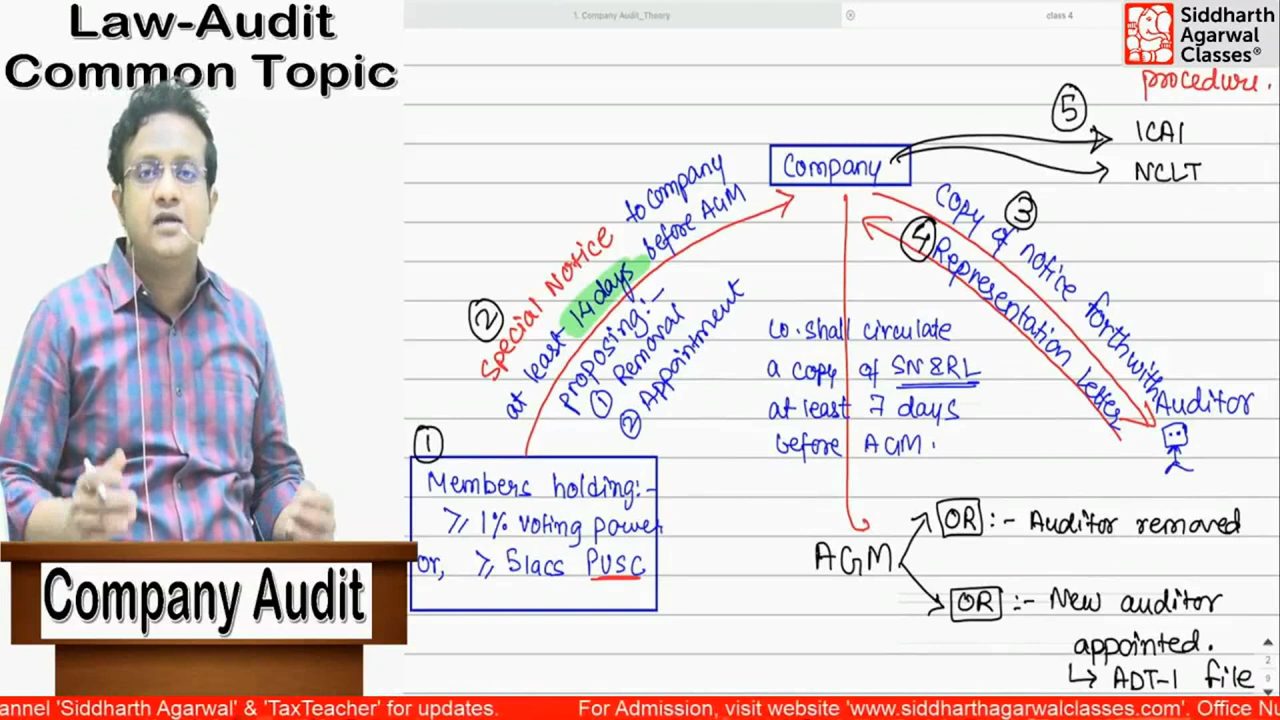 Law-Audit
Common Topic
1. Company Audit_Theory
class 4
Siddharth
Agarwal
Classes®
procedure.
5
ICAI
NCLT
Company
3
Copy of notice forthwith
4
Representation letter
Auditor
2
Special Notice to Company
at least 14 days before AGM
proposing:-
1 Removal
2 Appointment
Co. shall circulate
a copy of SN & RL
at least 7 days
before AGM.
1
Members holding:-
≥ 1% voting power
or, ≥ 5lacs PUSC
AGM
OR :- Auditor removed
OR :- New auditor
appointed.
↳ ADT-1 file
2
9
Company Audit
annel 'Siddharth Agarwal' & 'TaxTeacher' for updates.
For Admission, visit website 'www.siddharthagarwalclasses.com'. Office Nu